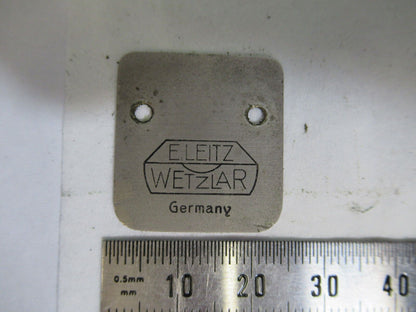 E. LEITZ
WETZLAR
Germany
0.5mm
mm
10 20 30 40